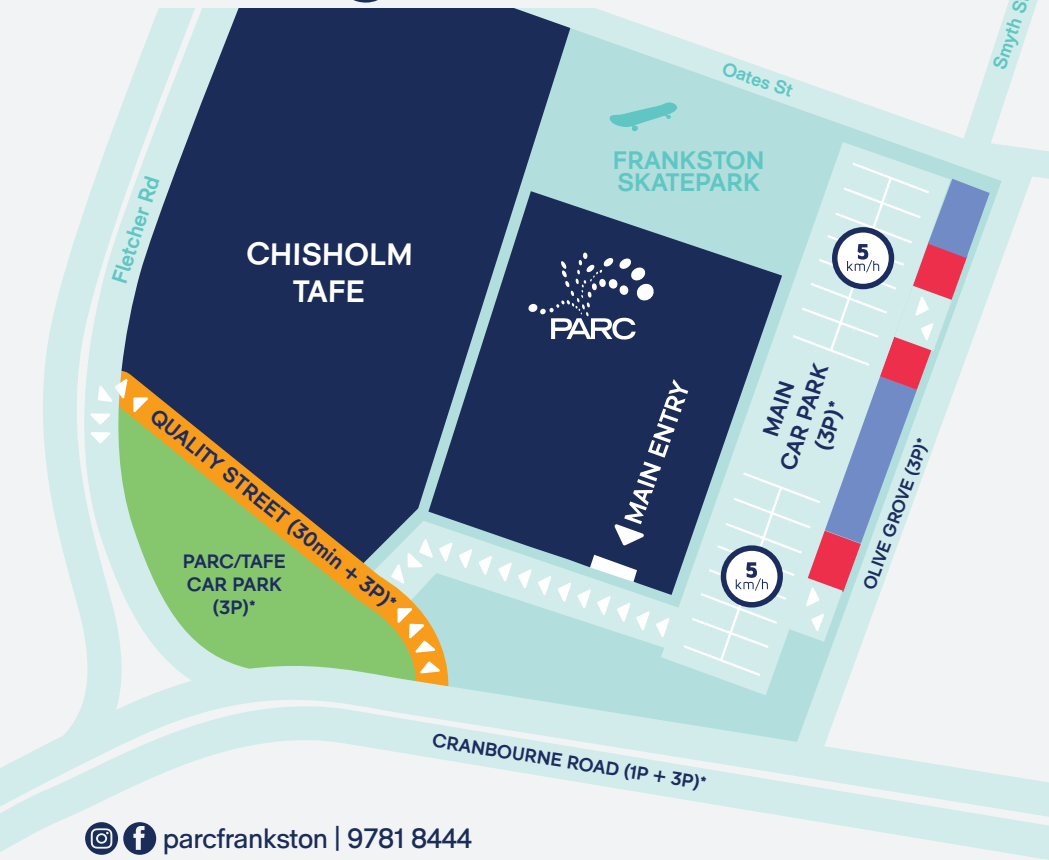 Smyth S
Oates St
FRANKSTON
SKATEPARK
Fletcher Rd
CHISHOLM
TAFE
5
km/h
PARC
MAIN
CAR PARK
(3P)*
MAIN ENTRY
QUALITY STREET (30min + 3P)*
OLIVE GROVE (3P)*
PARC/TAFE
CAR PARK
(3P)*
5
km/h
CRANBOURNE ROAD (1P + 3P)*
parcfrankston | 9781 8444